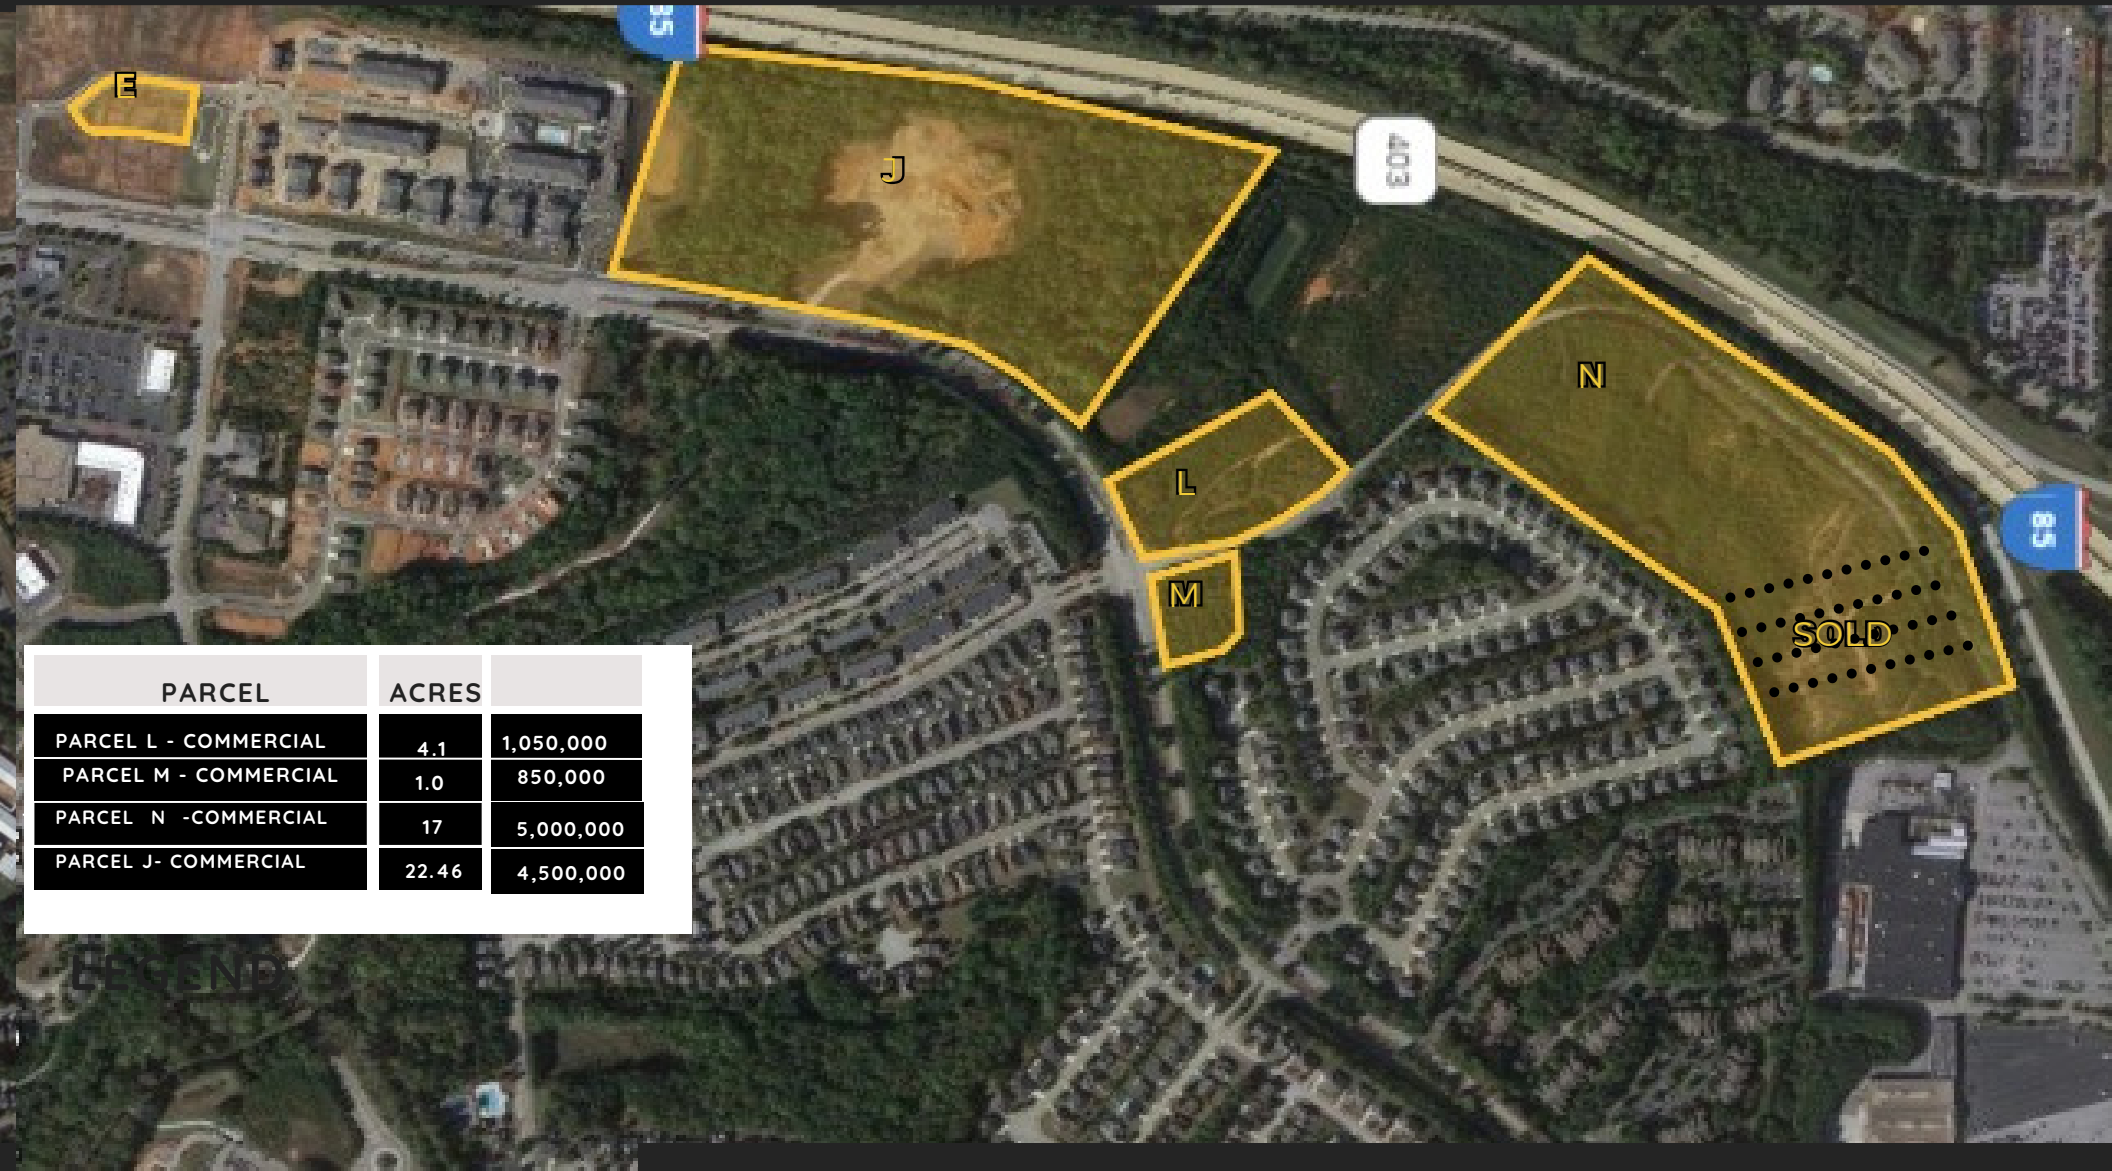 85
E
J
403
N
L
85
M
SOLD
PARCEL ACRES
PARCEL L - COMMERCIAL 4.1 1,050,000
PARCEL M - COMMERCIAL 1.0 850,000
PARCEL N -COMMERCIAL 17 5,000,000
PARCEL J- COMMERCIAL 22.46 4,500,000
LEGEND